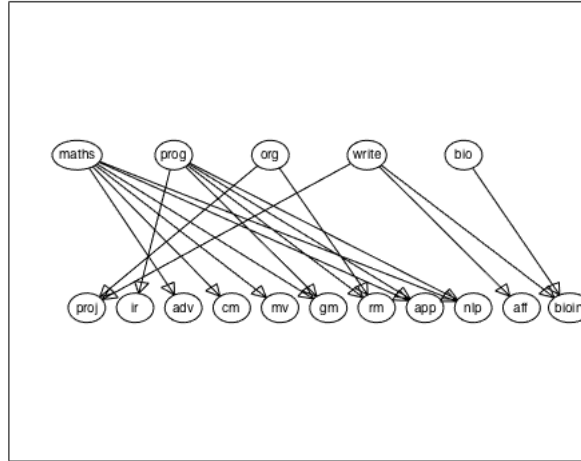 maths prog org write bio
proj ir adv cm mv gm rm app nlp aff bioin